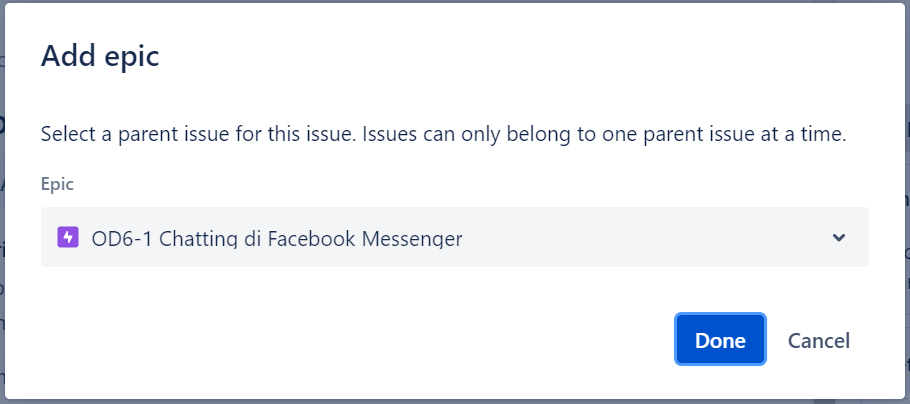 Add epic
Select a parent issue for this issue. Issues can only belong to one parent issue at a time.
Epic
OD6-1 Chatting di Facebook Messenger
Done
Cancel